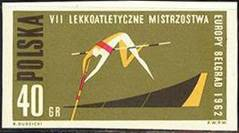 VII LEKKOATLETYCZNE MISTRZOSTWA
EUROPY BELGRAD 1962
POLSKA
40 GR